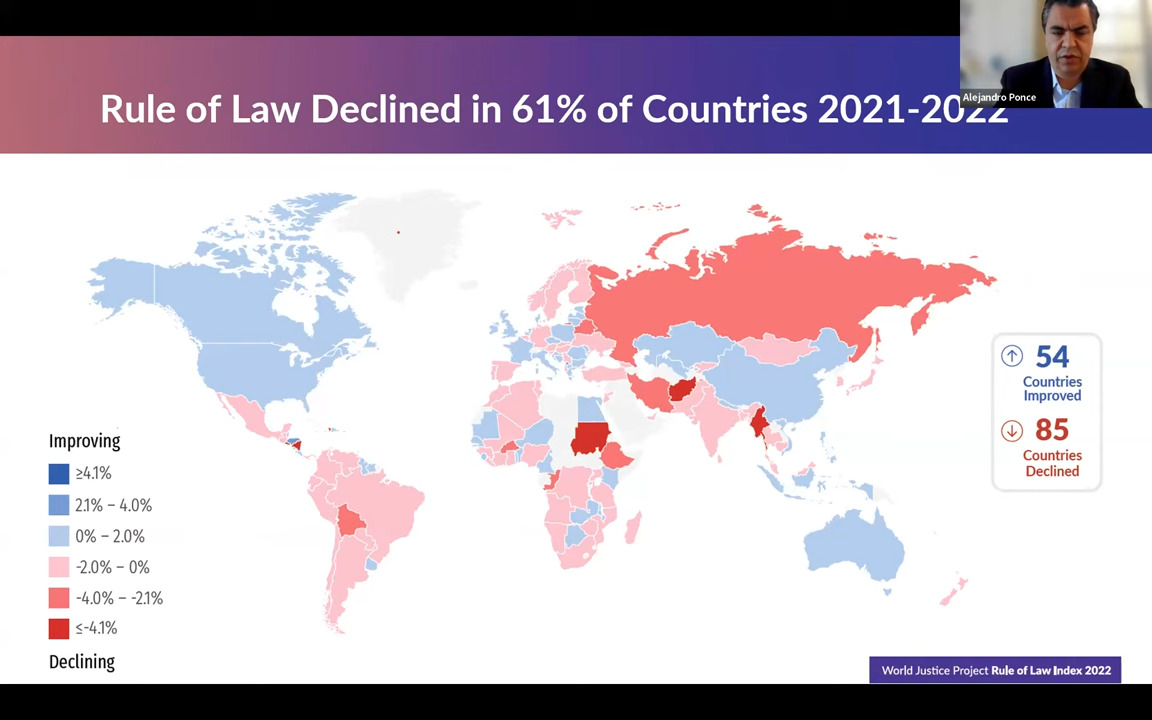 Alejandro Ponce
Rule of Law Declined in 61% of Countries 2021-2022
54
Countries
Improved
85
Countries
Declined
Improving
≥4.1%
2.1% – 4.0%
0% – 2.0%
-2.0% – 0%
-4.0% – -2.1%
≤-4.1%
Declining
World Justice Project Rule of Law Index 2022